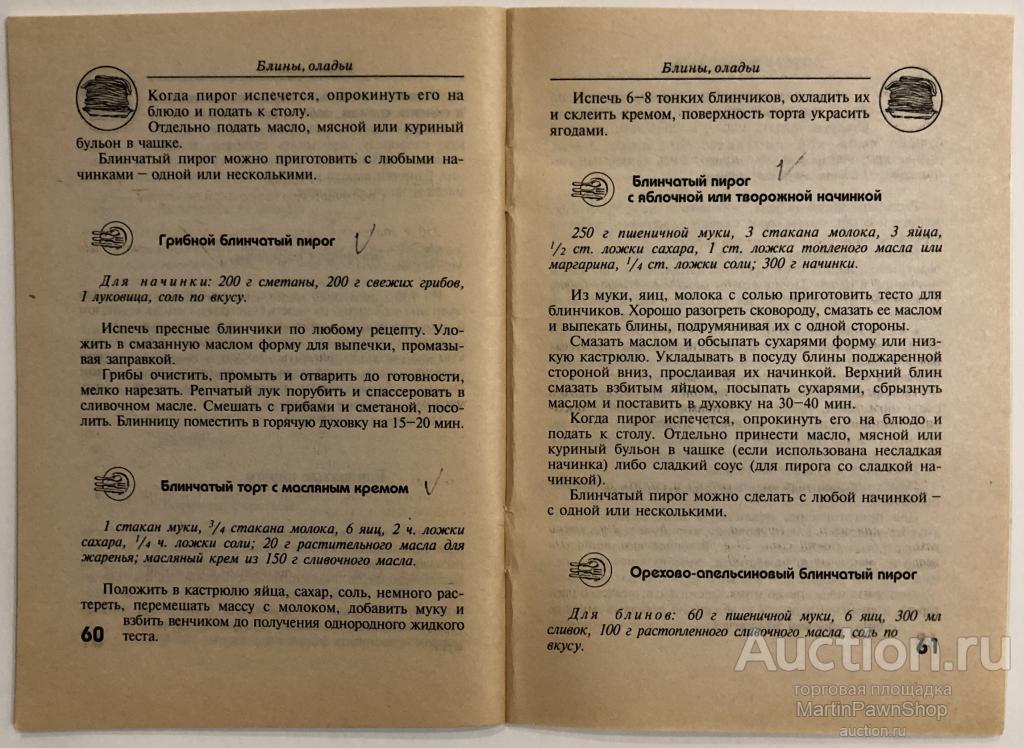 Блины, оладьи
Когда пирог испечется, опрокинуть его на
блюдо и подать к столу.
Отдельно подать масло, мясной или куриный
бульон в чашке.
Блинчатый пирог можно приготовить с любыми на-
чинками – одной или несколькими.
Грибной блинчатый пирог
Для начинки: 200 г сметаны, 200 г свежих грибов,
1 луковица, соль по вкусу.
Испечь пресные блинчики по любому рецепту. Уло-
жить в смазанную маслом форму для выпечки, промазы-
вая заправкой.
Грибы очистить, промыть и отварить до готовности,
мелко нарезать. Репчатый лук порубить и спассеровать в
сливочном масле. Смешать с грибами и сметаной, посо-
лить. Блинницу поместить в горячую духовку на 15–20 мин.
Блинчатый торт с масляным кремом
1 стакан муки, 3/4 стакана молока, 6 яиц, 2 ч. ложки
сахара, 1/4 ч. ложки соли; 20 г растительного масла для
жаренья; масляный крем из 150 г сливочного масла.
Положить в кастрюлю яйца, сахар, соль, немного рас-
тереть, перемешать массу с молоком, добавить муку и
взбить венчиком до получения однородного жидкого
60 теста.
Блины, оладьи
Испечь 6–8 тонких блинчиков, охладить их
и склеить кремом, поверхность торта украсить
ягодами.
Блинчатый пирог
с яблочной или творожной начинкой
250 г пшеничной муки, 3 стакана молока, 3 яйца,
1/2 ст. ложки сахара, 1 ст. ложка топленого масла или
маргарина, 1/4 ст. ложки соли; 300 г начинки.
Из муки, яиц, молока с солью приготовить тесто для
блинчиков. Хорошо разогреть сковороду, смазать ее маслом
и выпекать блины, подрумянивая их с одной стороны.
Смазать маслом и обсыпать сухарями форму или низ-
кую кастрюлю. Укладывать в посуду блины поджаренной
стороной вниз, прослаивая их начинкой. Верхний блин
смазать взбитым яйцом, посыпать сухарями, сбрызнуть
маслом и поставить в духовку на 30–40 мин.
Когда пирог испечется, опрокинуть его на блюдо и
подать к столу. Отдельно принести масло, мясной или
куриный бульон в чашке (если использована несладкая
начинка) либо сладкий соус (для пирога со сладкой на-
чинкой).
Блинчатый пирог можно сделать с любой начинкой –
с одной или несколькими.
Орехово-апельсиновый блинчатый пирог
Для блинов: 60 г пшеничной муки, 6 яиц, 300 мл
сливок, 100 г растопленного сливочного масла, соль по
вкусу. 61
Auction.ru
торговая площадка
MartinPawnShop
auction.ru